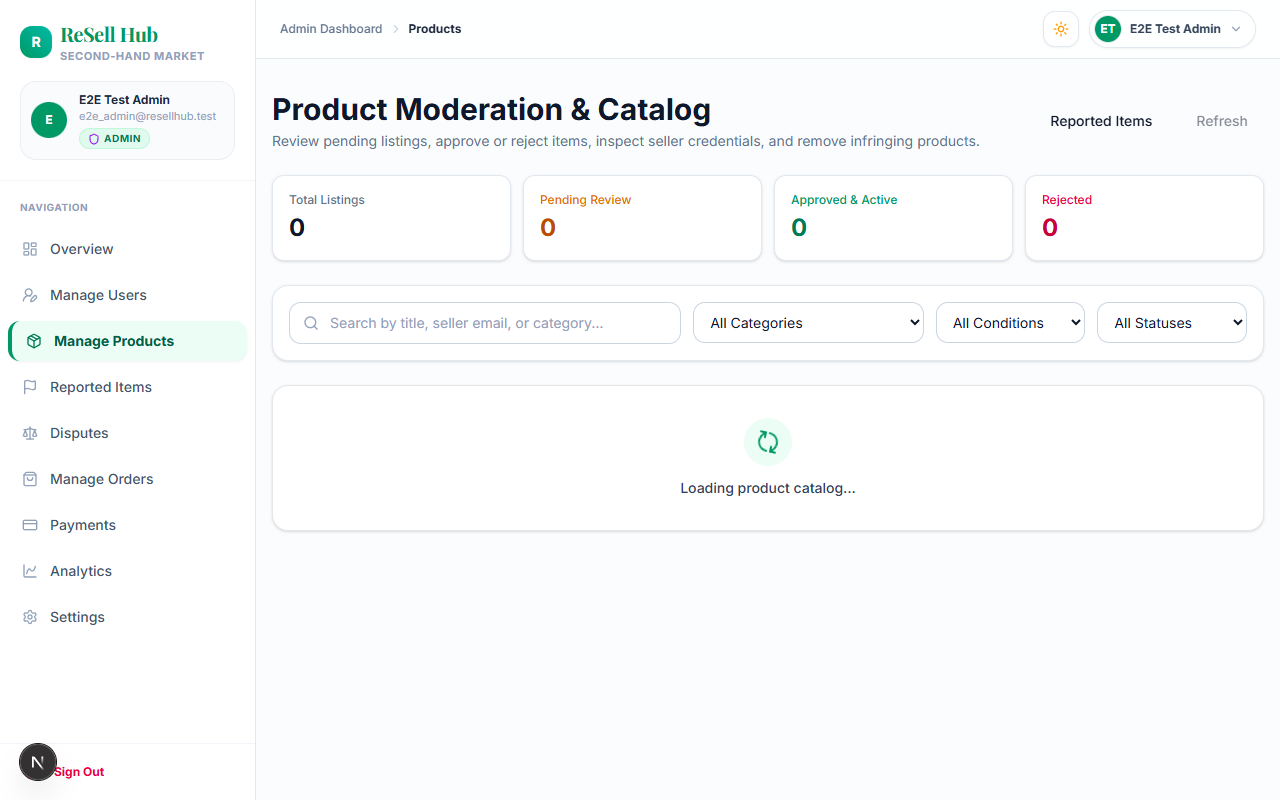 R
ReSell Hub
SECOND-HAND MARKET
E
E2E Test Admin
e2e_admin@resellhub.test
ADMIN
NAVIGATION
Overview
Manage Users
Manage Products
Reported Items
Disputes
Manage Orders
Payments
Analytics
Settings
N
Sign Out
Admin Dashboard
Products
ET
E2E Test Admin
Product Moderation & Catalog
Review pending listings, approve or reject items, inspect seller credentials, and remove infringing products.
Reported Items
Refresh
Total Listings
0
Pending Review
0
Approved & Active
0
Rejected
0
Search by title, seller email, or category...
All Categories
All Conditions
All Statuses
Loading product catalog...